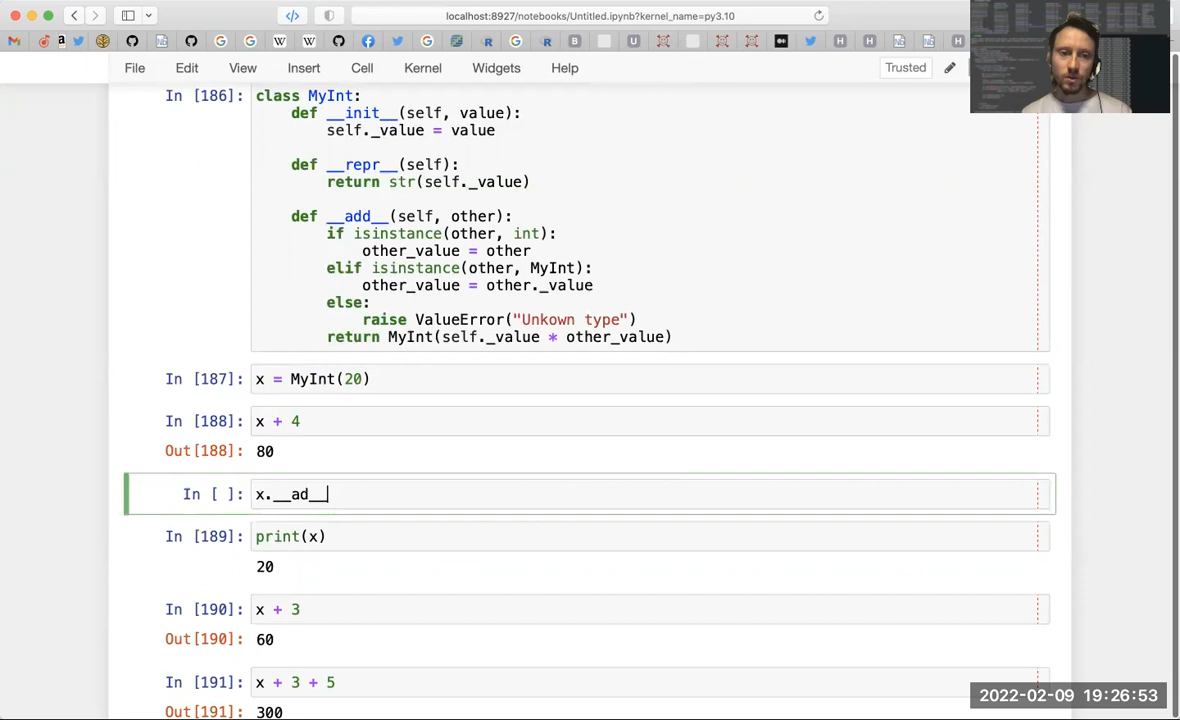 localhost:8927/notebooks/Untitled.ipynb?kernel_name=py3.10
File Edit View Insert Cell Kernel Widgets Help Trusted
In [186]: class MyInt:
def __init__(self, value):
self._value = value
def __repr__(self):
return str(self._value)
def __add__(self, other):
if isinstance(other, int):
other_value = other
elif isinstance(other, MyInt):
other_value = other._value
else:
raise ValueError("Unkown type")
return MyInt(self._value * other_value)
In [187]: x = MyInt(20)
In [188]: x + 4
Out[188]: 80
In [ ]: x.__ad__
In [189]: print(x)
20
In [190]: x + 3
Out[190]: 60
In [191]: x + 3 + 5
Out[191]: 300
2022-02-09 19:26:53